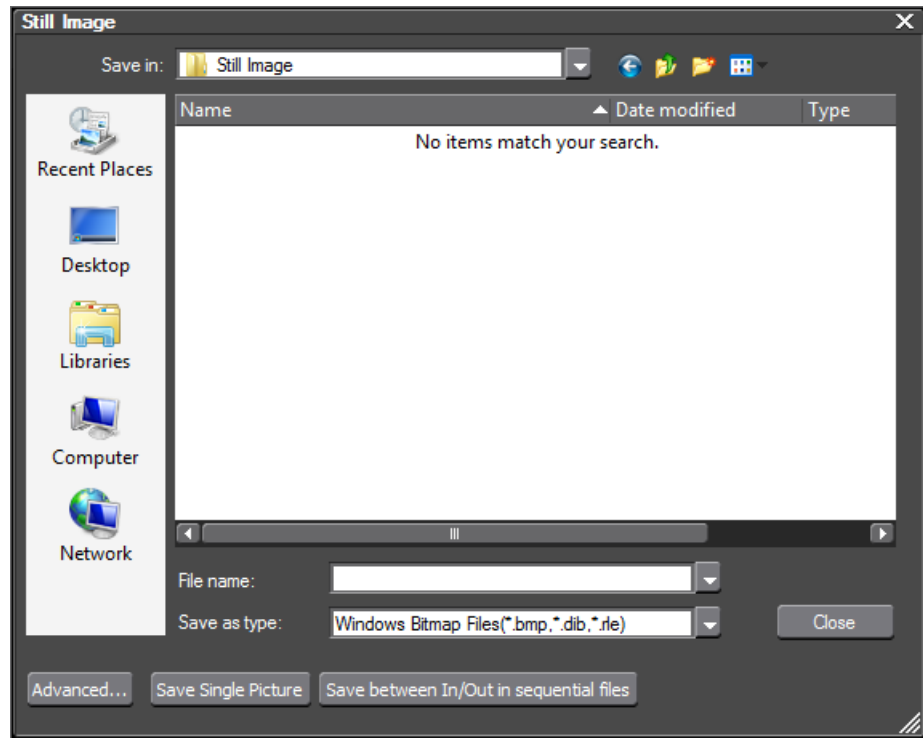 Still Image
X
Save in: Still Image
Name Date modified Type
No items match your search.
Recent Places
Desktop
Libraries
Computer
Network
File name:
Save as type: Windows Bitmap Files(*.bmp,*.dib,*.rle)
Close
Advanced... Save Single Picture Save between In/Out in sequential files